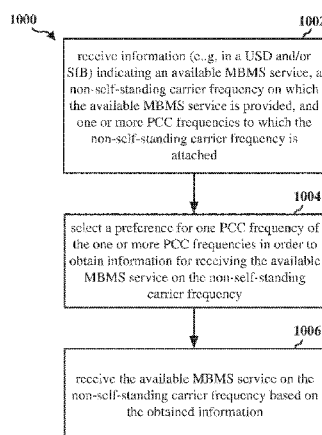 1000
1002
receive information (e.g. in a USD and/or
SIB) indicating an available MBMS service, a
non-self-standing carrier frequency on which
the available MBMS service is provided, and
one or more PCC frequencies to which the
non-self-standing carrier frequency is
attached
1004
select a preference for one PCC frequency of
the one or more PCC frequencies in order to
obtain information for receiving the available
MBMS service on the non-self-standing
carrier frequency
1006
receive the available MBMS service on the
non-self-standing carrier frequency based on
the obtained information